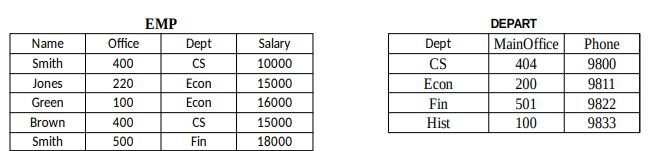 EMP
Name Office Dept Salary
Smith 400 CS 10000
Jones 220 Econ 15000
Green 100 Econ 16000
Brown 400 CS 15000
Smith 500 Fin 18000
DEPART
Dept MainOffice Phone
CS 404 9800
Econ 200 9811
Fin 501 9822
Hist 100 9833